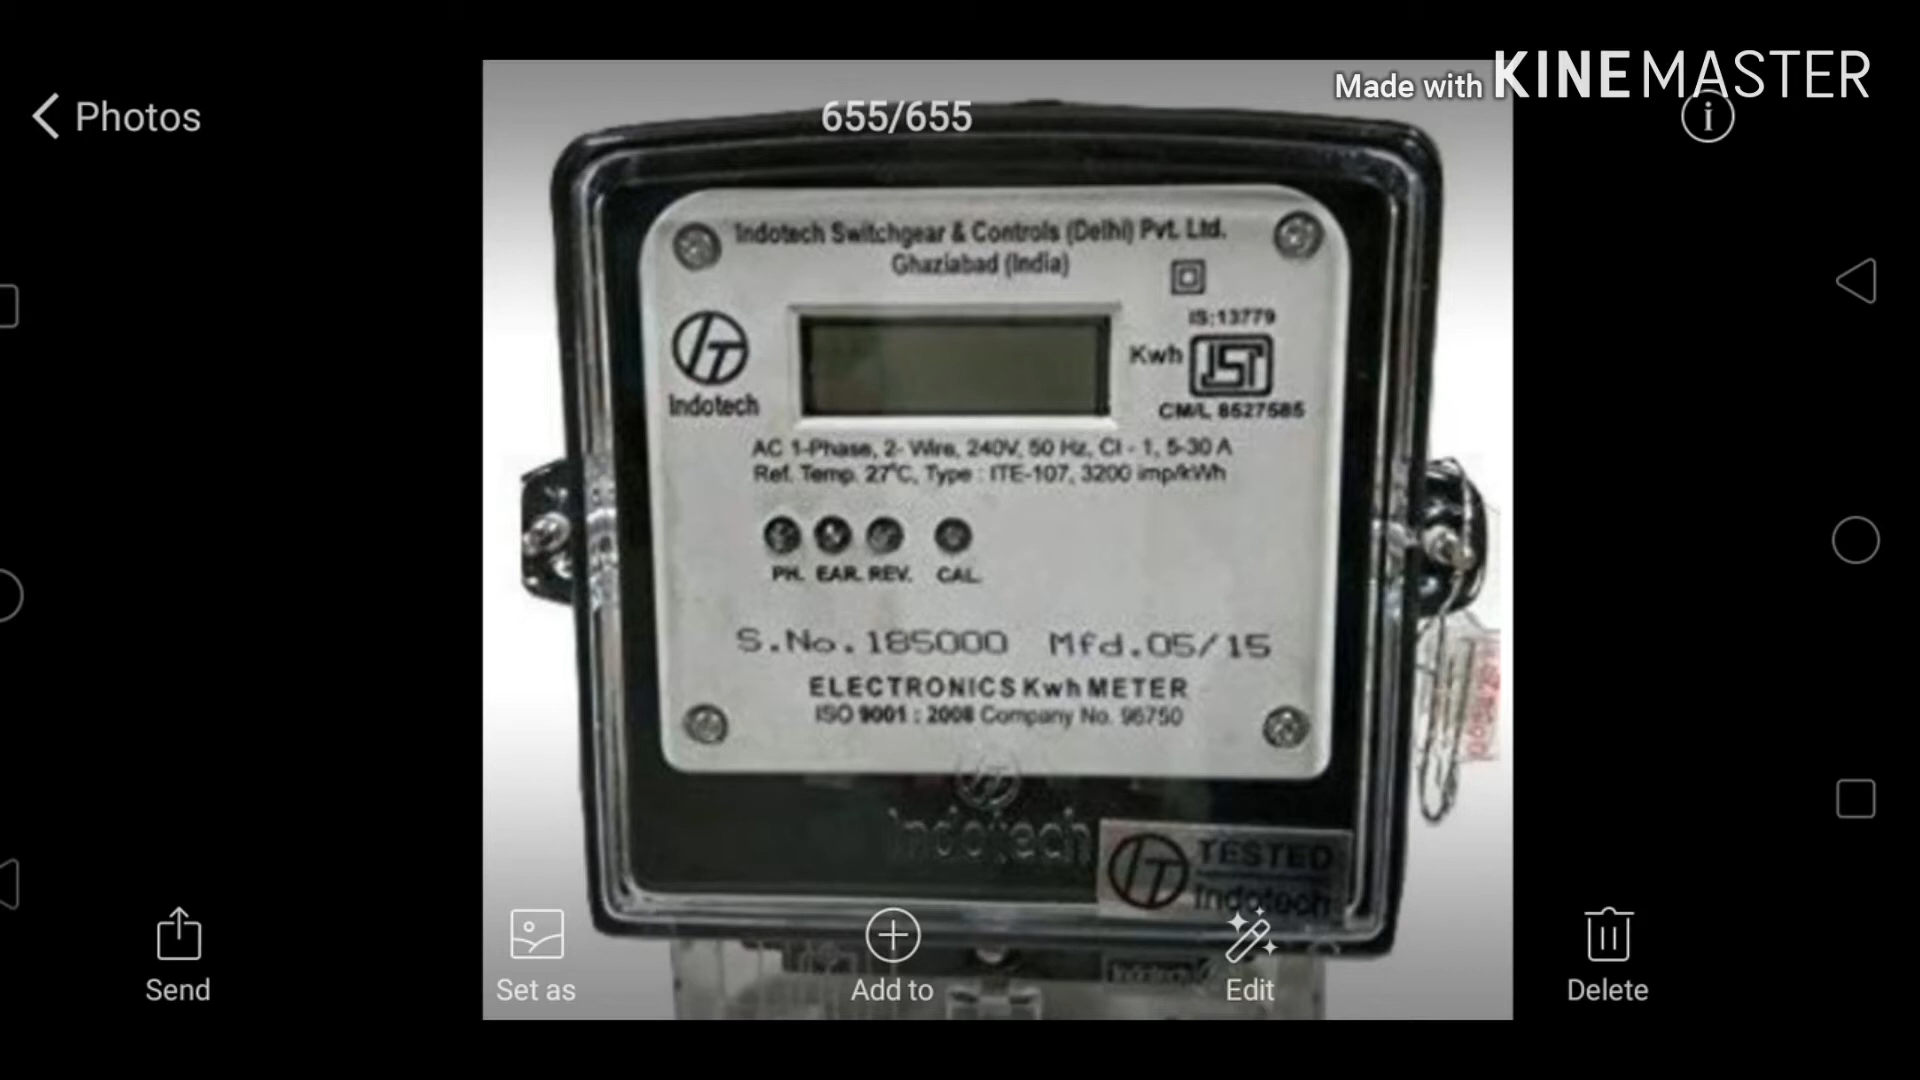 Made with KINEMASTER
Photos
655/655
Indotech Switchgear & Controls (Delhi) Pvt. Ltd.
Ghaziabad (India)
IS:13779
Kwh
CM/L 8527585
IT
Indotech
AC 1-Phase, 2- Wire, 240V, 50 Hz, Cl - 1, 5-30 A
Ref. Temp. 27°C, Type : ITE-107, 3200 imp/kWh
PH. EAR. REV. CAL.
S.No.185000 Mfd.05/15
ELECTRONICS Kwh METER
ISO 9001 : 2008 Company No. 96750
Indotech
IT TESTED
Indotech
Send
Set as
Add to
Edit
Delete